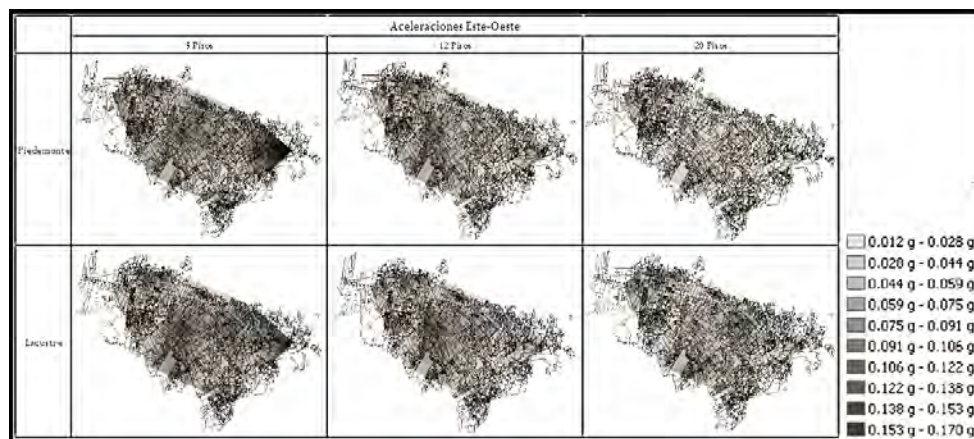 Aceleraciones Este-Oeste
9 Pisos
12 Pisos
20 Pisos
Piedemonte
Lacustre
0.012 g - 0.028 g
0.028 g - 0.044 g
0.044 g - 0.059 g
0.059 g - 0.075 g
0.075 g - 0.091 g
0.091 g - 0.106 g
0.106 g - 0.122 g
0.122 g - 0.138 g
0.138 g - 0.153 g
0.153 g - 0.170 g